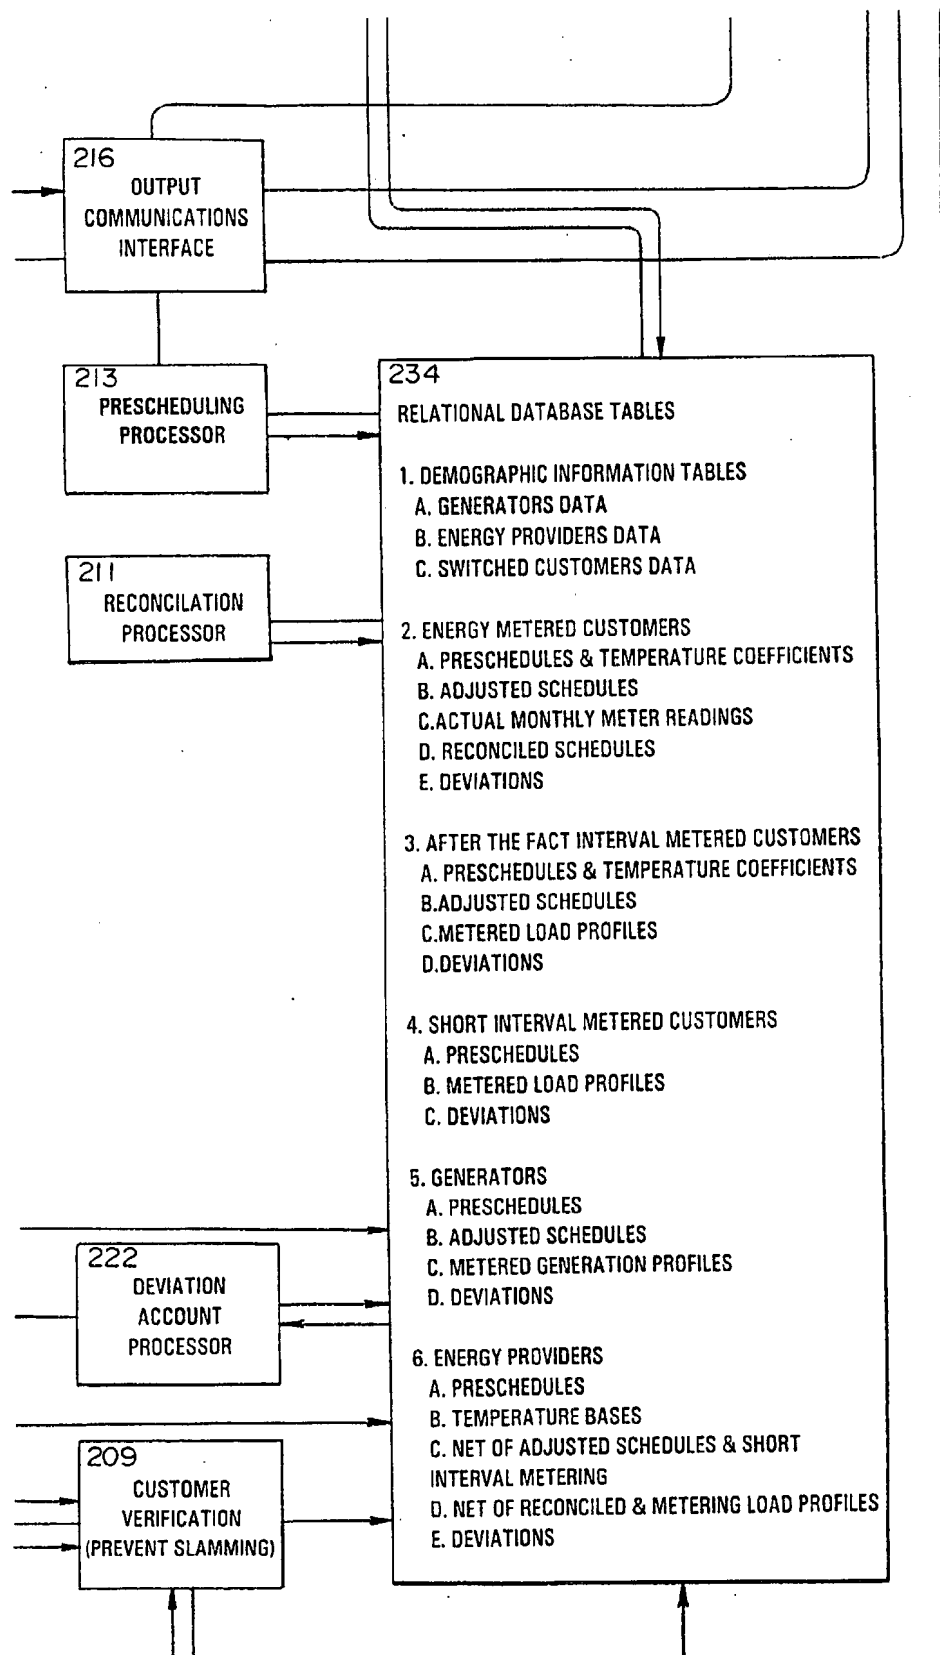 216
OUTPUT
COMMUNICATIONS
INTERFACE
213
PRESCHEDULING
PROCESSOR
211
RECONCILATION
PROCESSOR
234
RELATIONAL DATABASE TABLES
1. DEMOGRAPHIC INFORMATION TABLES
A. GENERATORS DATA
B. ENERGY PROVIDERS DATA
C. SWITCHED CUSTOMERS DATA
2. ENERGY METERED CUSTOMERS
A. PRESCHEDULES & TEMPERATURE COEFFICIENTS
B. ADJUSTED SCHEDULES
C.ACTUAL MONTHLY METER READINGS
D. RECONCILED SCHEDULES
E. DEVIATIONS
3. AFTER THE FACT INTERVAL METERED CUSTOMERS
A. PRESCHEDULES & TEMPERATURE COEFFICIENTS
B.ADJUSTED SCHEDULES
C.METERED LOAD PROFILES
D.DEVIATIONS
4. SHORT INTERVAL METERED CUSTOMERS
A. PRESCHEDULES
B. METERED LOAD PROFILES
C. DEVIATIONS
5. GENERATORS
A. PRESCHEDULES
B. ADJUSTED SCHEDULES
C. METERED GENERATION PROFILES
D. DEVIATIONS
6. ENERGY PROVIDERS
A. PRESCHEDULES
B. TEMPERATURE BASES
C. NET OF ADJUSTED SCHEDULES & SHORT
INTERVAL METERING
D. NET OF RECONCILED & METERING LOAD PROFILES
E. DEVIATIONS
222
DEVIATION
ACCOUNT
PROCESSOR
209
CUSTOMER
VERIFICATION
(PREVENT SLAMMING)